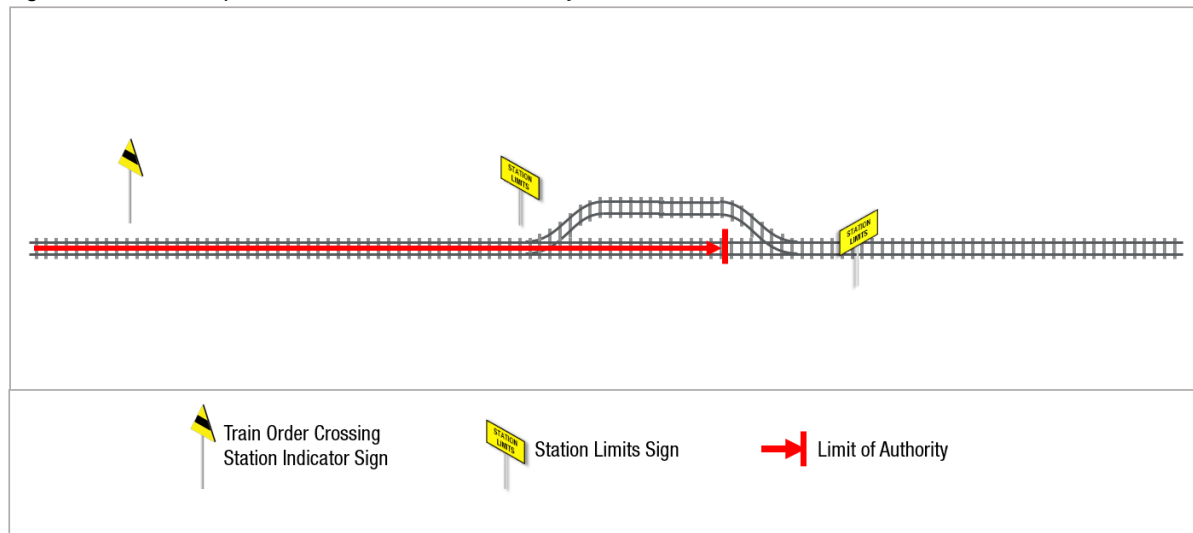 STATION
LIMITS
STATION
LIMITS
Train Order Crossing
Station Indicator Sign
STATION
LIMITS
Station Limits Sign
Limit of Authority